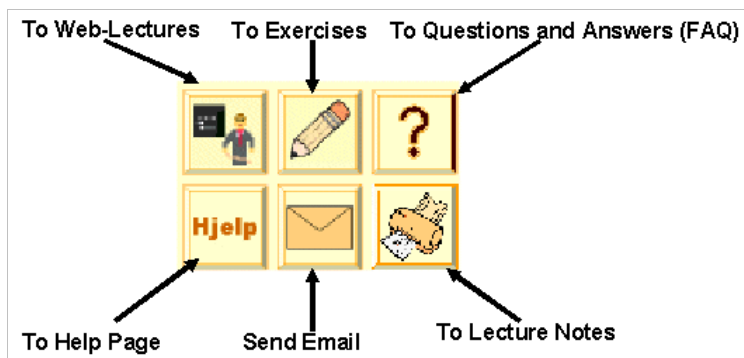 To Web-Lectures
To Exercises
To Questions and Answers (FAQ)
?
Hjelp
To Help Page
Send Email
To Lecture Notes